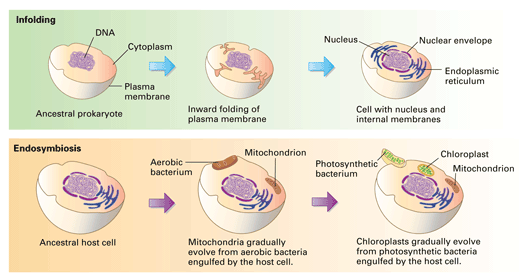 Infolding
DNA
Cytoplasm
Plasma
membrane
Ancestral prokaryote
Inward folding of
plasma membrane
Nucleus
Nuclear envelope
Endoplasmic
reticulum
Cell with nucleus and
internal membranes
Endosymbiosis
Ancestral host cell
Aerobic
bacterium
Mitochondrion
Mitochondria gradually
evolve from aerobic bacteria
engulfed by the host cell.
Photosynthetic
bacterium
Chloroplast
Mitochondrion
Chloroplasts gradually evolve
from photosynthetic bacteria
engulfed by the host cell.